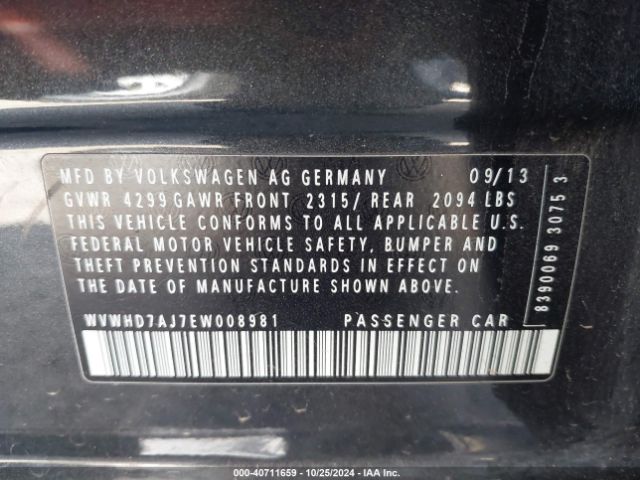 MFD BY VOLKSWAGEN AG GERMANY 09/13
GVWR 4299 GAWR FRONT 2315/ REAR 2094 LBS
THIS VEHICLE CONFORMS TO ALL APPLICABLE U.S.
FEDERAL MOTOR VEHICLE SAFETY, BUMPER AND
THEFT PREVENTION STANDARDS IN EFFECT ON
THE DATE OF MANUFACTURE SHOWN ABOVE.
WVWHD7AJ7EW008981 PASSENGER CAR
8390069 3075 3
000-40711659 - 10/25/2024 - IAA Inc.